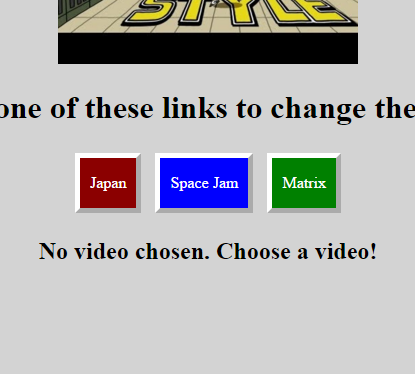 STYLE
one of these links to change the
Japan Space Jam Matrix
No video chosen. Choose a video!